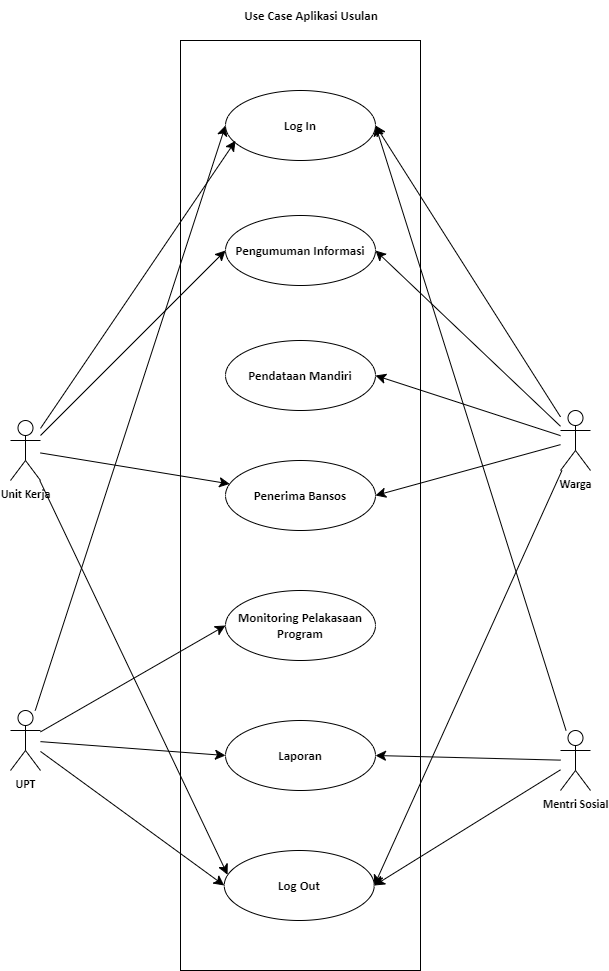 Use Case Aplikasi Usulan
Log In
Pengumuman Informasi
Pendataan Mandiri
Unit Kerja
Warga
Penerima Bansos
Monitoring Pelakasaan
Program
UPT
Laporan
Mentri Sosial
Log Out